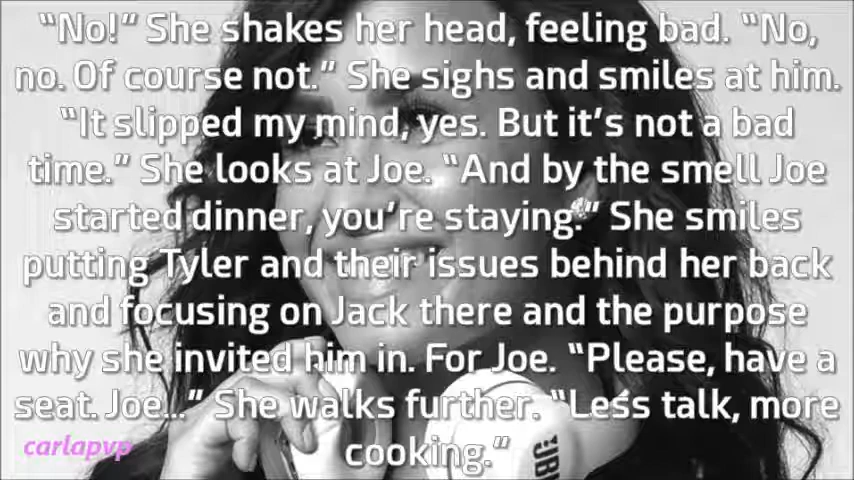 “No!” She shakes her head, feeling bad. “No,
no. Of course not.” She sighs and smiles at him.
“It slipped my mind, yes. But it’s not a bad
time.” She looks at Joe. “And by the smell Joe
started dinner, you’re staying.” She smiles
putting Tyler and their issues behind her back
and focusing on Jack there and the purpose
why she invited him in. For Joe. “Please, have a
seat. Joe...” She walks further. “Less talk, more
cooking.”
carlapvp
JBL